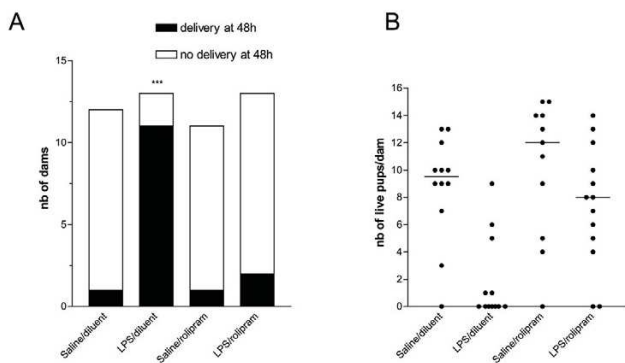 A
delivery at 48h
no delivery at 48h
***
15
10
5
0
nb of dams
Saline/diluent
LPS/diluent
Saline/rolipram
LPS/rolipram
B
16
14
12
10
8
6
4
2
0
nb of live pups/dam
Saline/diluent
LPS/diluent
Saline/rolipram
LPS/rolipram